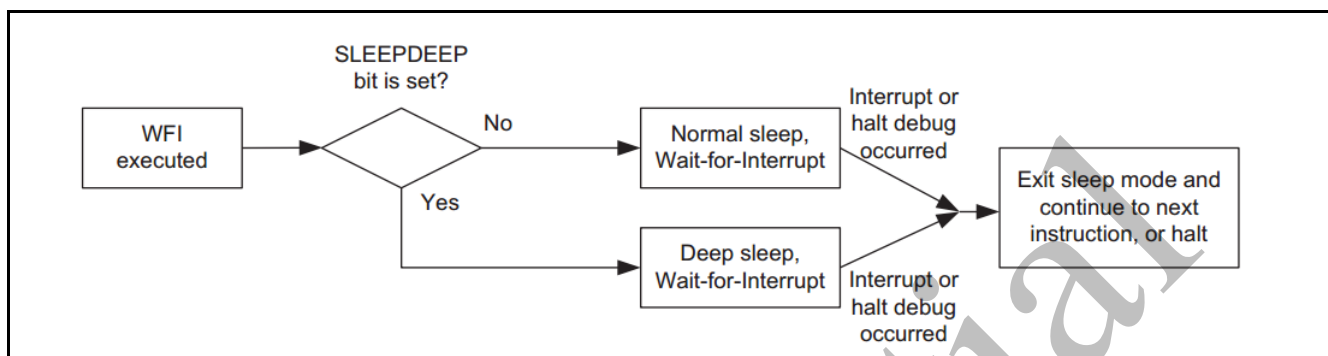 SLEEPDEEP
bit is set?
WFI
executed
No
Yes
Normal sleep,
Wait-for-Interrupt
Deep sleep,
Wait-for-Interrupt
Interrupt or
halt debug
occurred
Interrupt or
halt debug
occurred
Exit sleep mode and
continue to next
instruction, or halt
ial